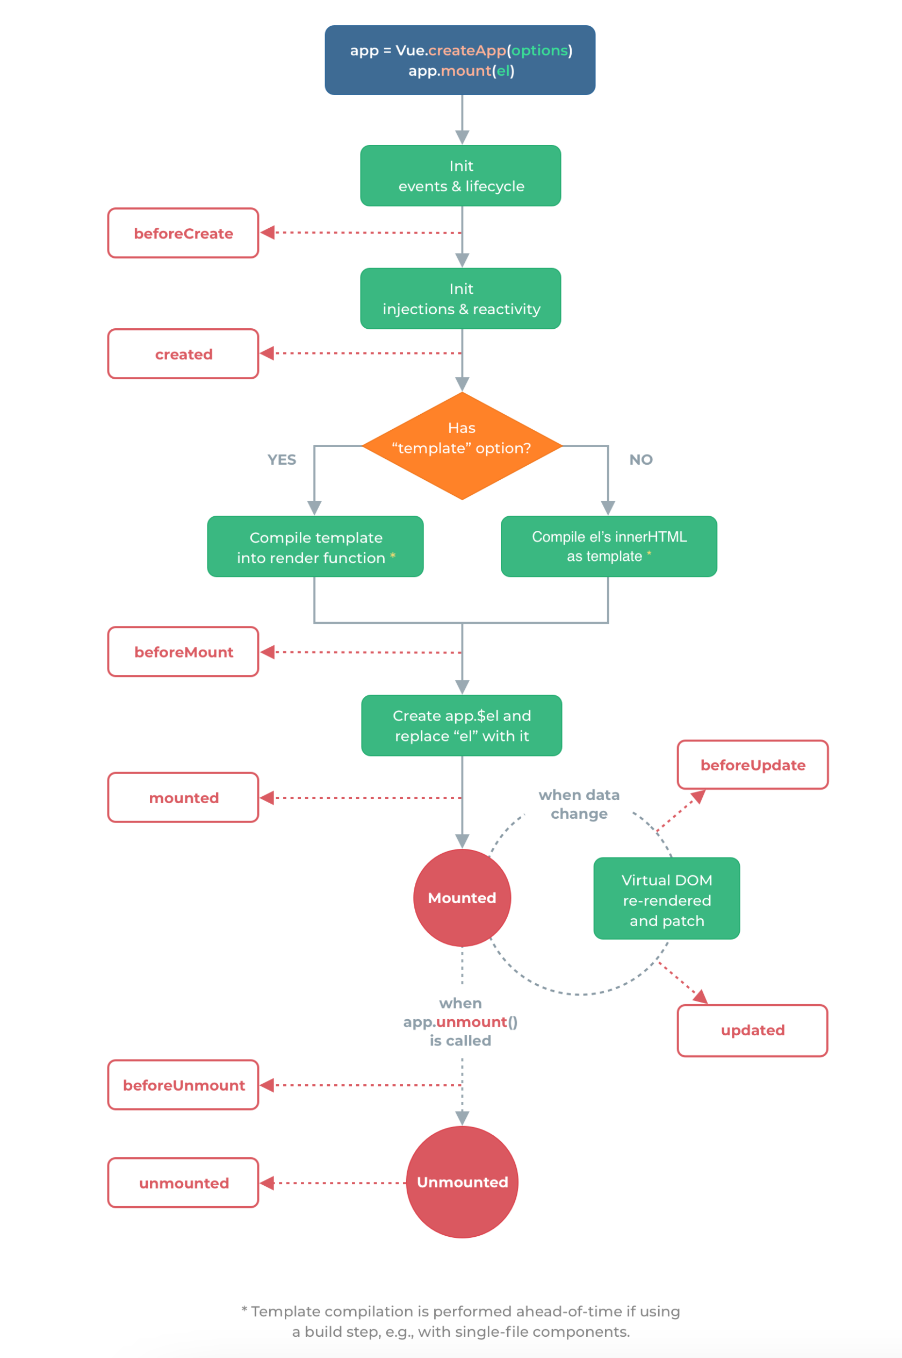 app = Vue.createApp(options)
app.mount(el)
Init
events & lifecycle
beforeCreate
Init
injections & reactivity
created
Has
“template” option?
YES
NO
Compile template
into render function *
Compile el’s innerHTML
as template *
beforeMount
Create app.$el and
replace “el” with it
beforeUpdate
mounted
when data
change
Virtual DOM
re-rendered
and patch
Mounted
when
app.unmount()
is called
updated
beforeUnmount
unmounted
Unmounted
* Template compilation is performed ahead-of-time if using
a build step, e.g., with single-file components.